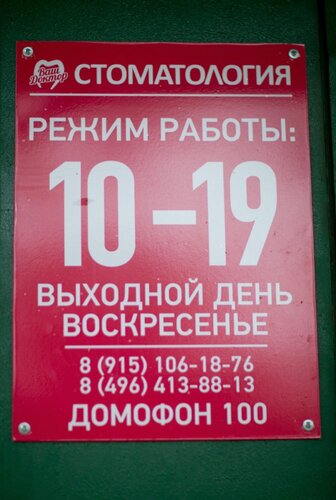 Ваш
Доктор
СТОМАТОЛОГИЯ
РЕЖИМ РАБОТЫ:
10-19
ВЫХОДНОЙ ДЕНЬ
ВОСКРЕСЕНЬЕ
8 (915) 106-18-76
8 (496) 413-88-13
ДОМОФОН 100